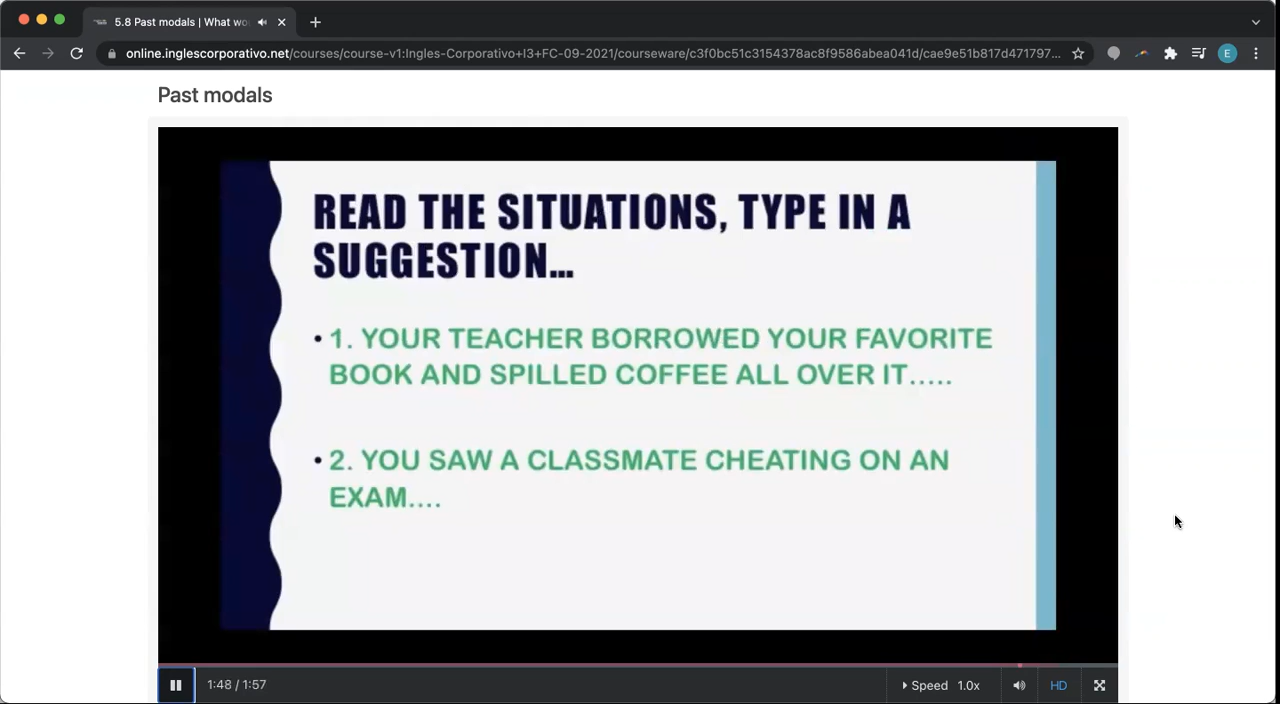 5.8 Past modals | What wo
online.inglescorporativo.net/courses/course-v1:Ingles-Corporativo+I3+FC-09-2021/courseware/c3f0bc51c3154378ac8f9586abea041d/cae9e51b817d471797...
E
Past modals
READ THE SITUATIONS, TYPE IN A
SUGGESTION...
• 1. YOUR TEACHER BORROWED YOUR FAVORITE
BOOK AND SPILLED COFFEE ALL OVER IT.....
• 2. YOU SAW A CLASSMATE CHEATING ON AN
EXAM....
1:48 / 1:57
Speed 1.0x
HD